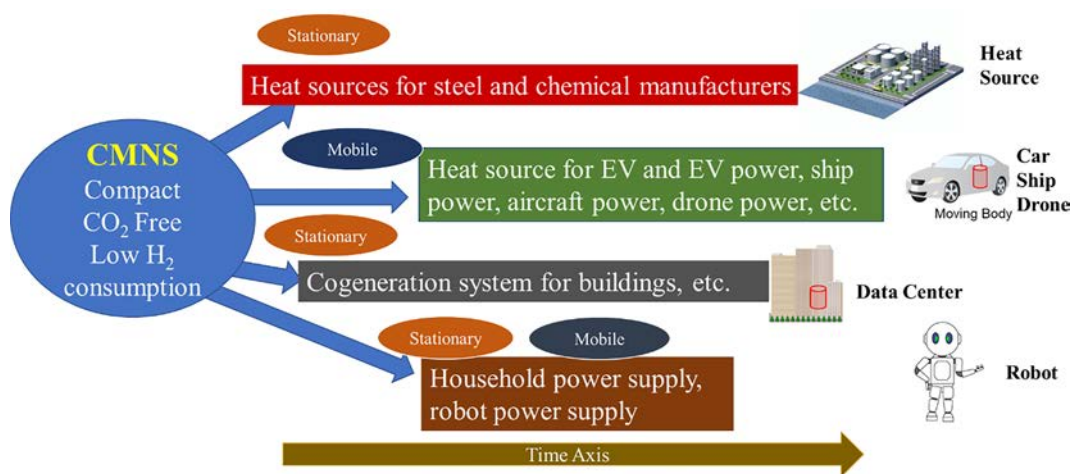 Stationary
Heat sources for steel and chemical manufacturers
Heat
Source
CMNS
Compact
CO₂ Free
Low H₂
consumption
Mobile
Heat source for EV and EV power, ship
power, aircraft power, drone power, etc.
Car
Ship
Drone
Moving Body
Stationary
Cogeneration system for buildings, etc.
Data Center
Stationary
Mobile
Household power supply,
robot power supply
Robot
Time Axis